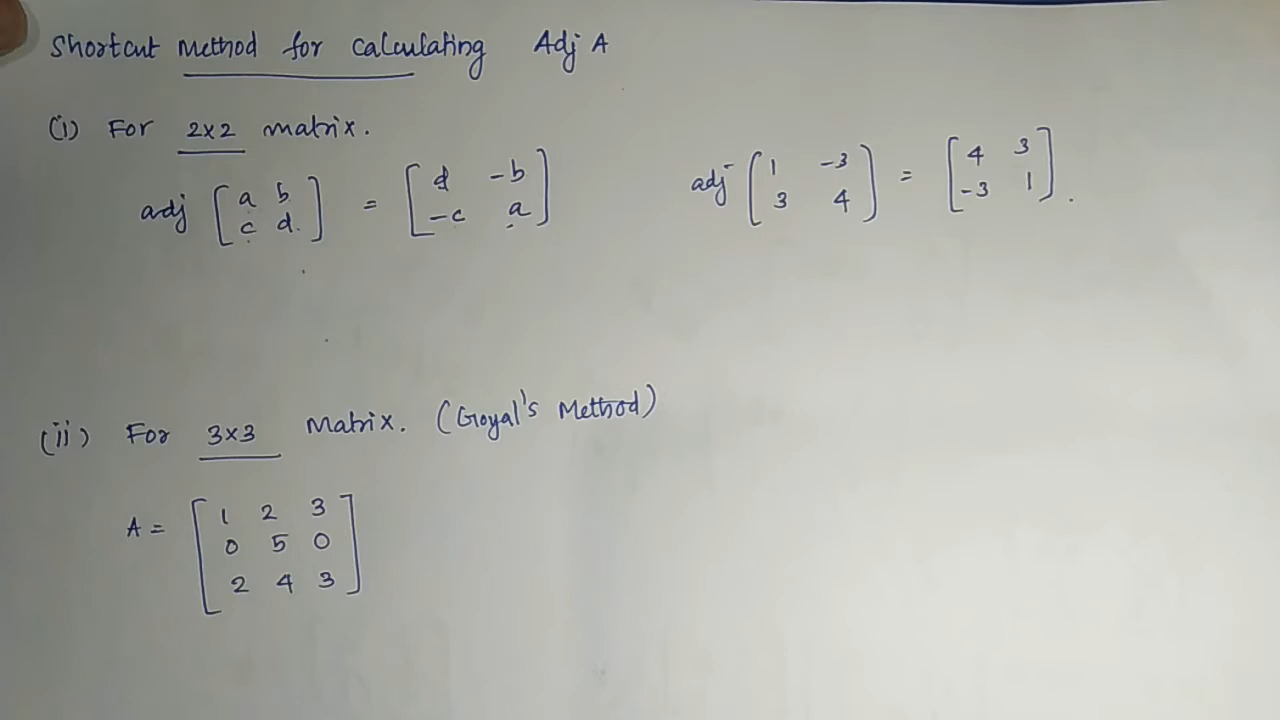 Shortcut Method for calculating Adj A
(i) For 2x2 matrix.
adj [a b c d] = [d -b -c a] adj [1 -3 3 4] = [4 3 -3 1].
(ii) For 3x3 Matrix. (Goyal's Method)
A = [1 2 3
0 5 0
2 4 3]